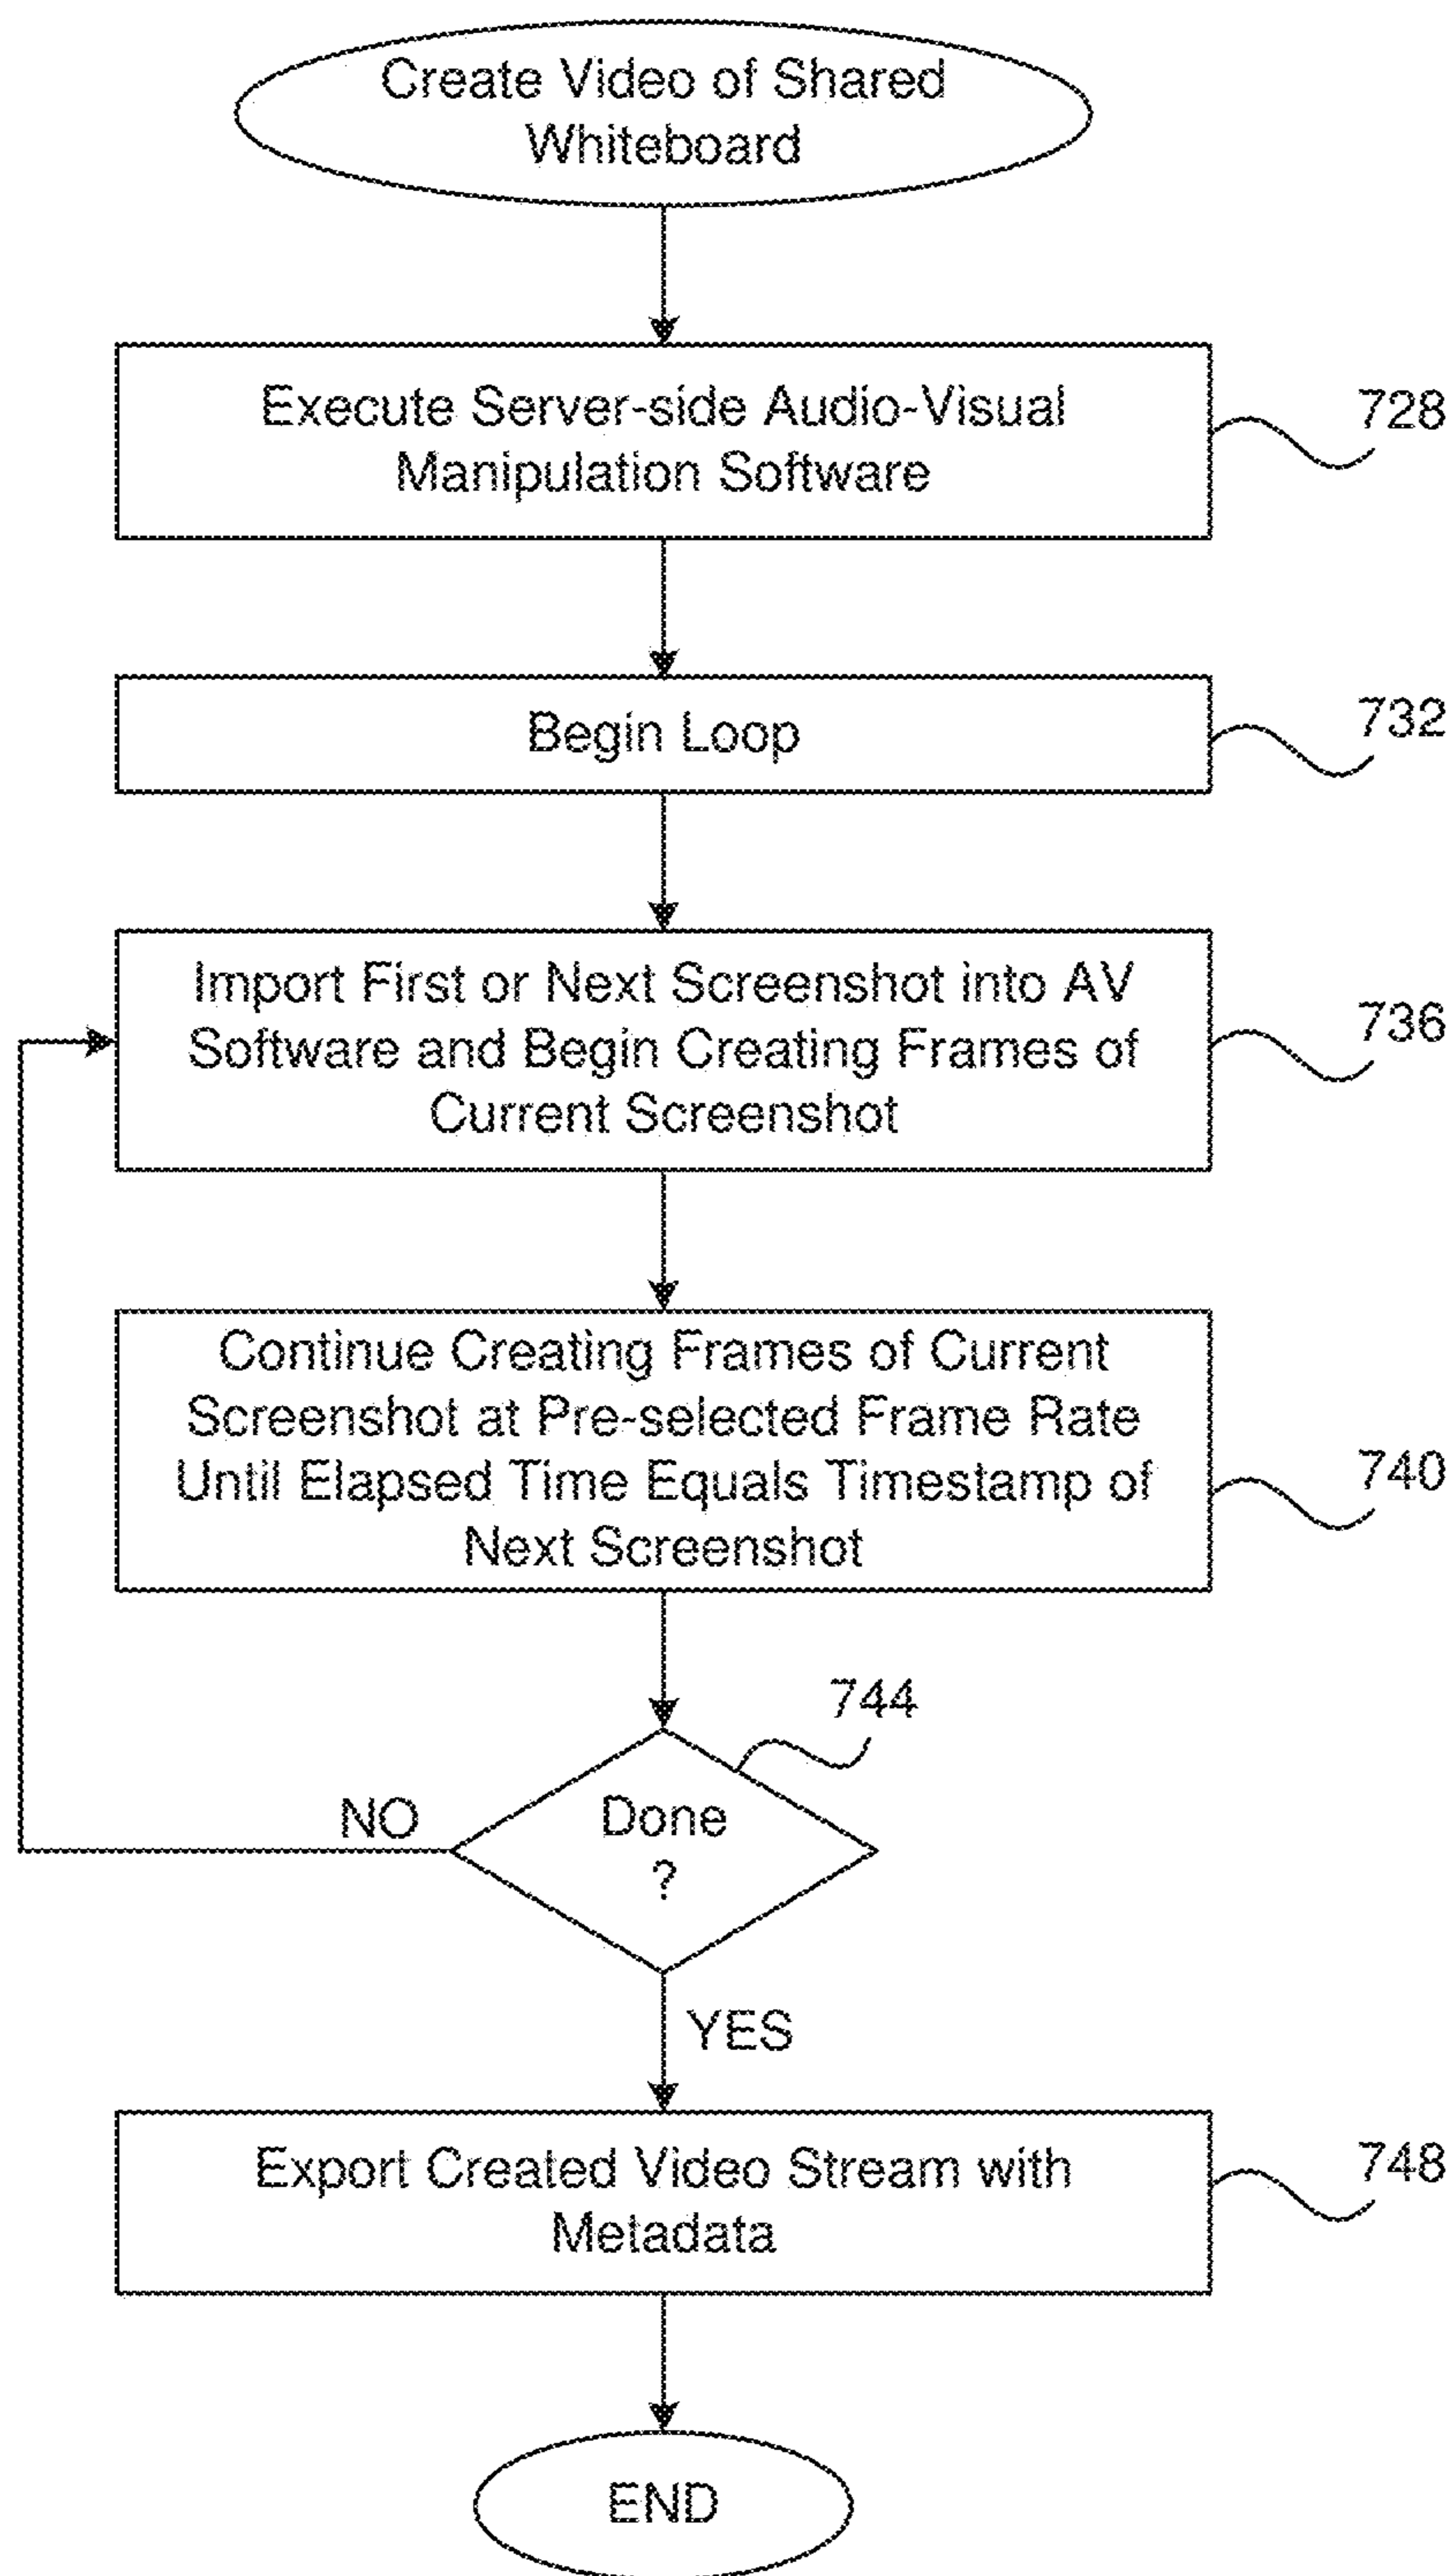 Create Video of Shared
Whiteboard
Execute Server-side Audio-Visual
Manipulation Software
728
Begin Loop
732
Import First or Next Screenshot into AV
Software and Begin Creating Frames of
Current Screenshot
736
Continue Creating Frames of Current
Screenshot at Pre-selected Frame Rate
Until Elapsed Time Equals Timestamp of
Next Screenshot
740
744
Done
?
NO
YES
Export Created Video Stream with
Metadata
748
END